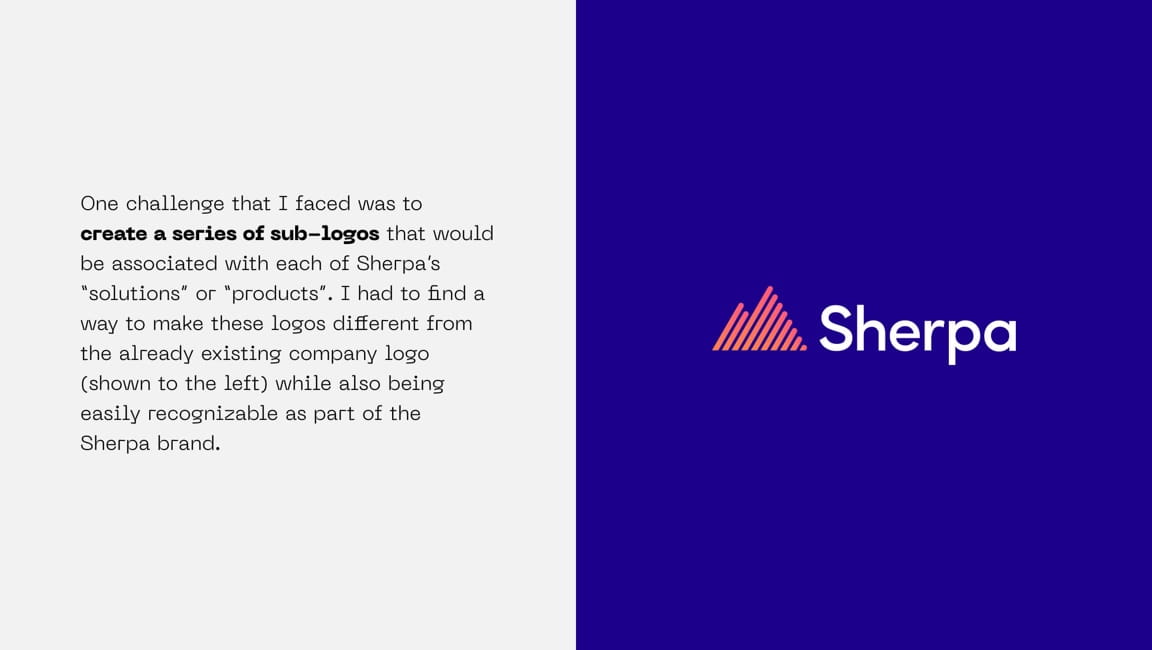 One challenge that I faced was to
create a series of sub-logos that would
be associated with each of Sherpa's
"solutions" or "products". I had to find a
way to make these logos different from
the already existing company logo
(shown to the left) while also being
easily recognizable as part of the
Sherpa brand.
Sherpa